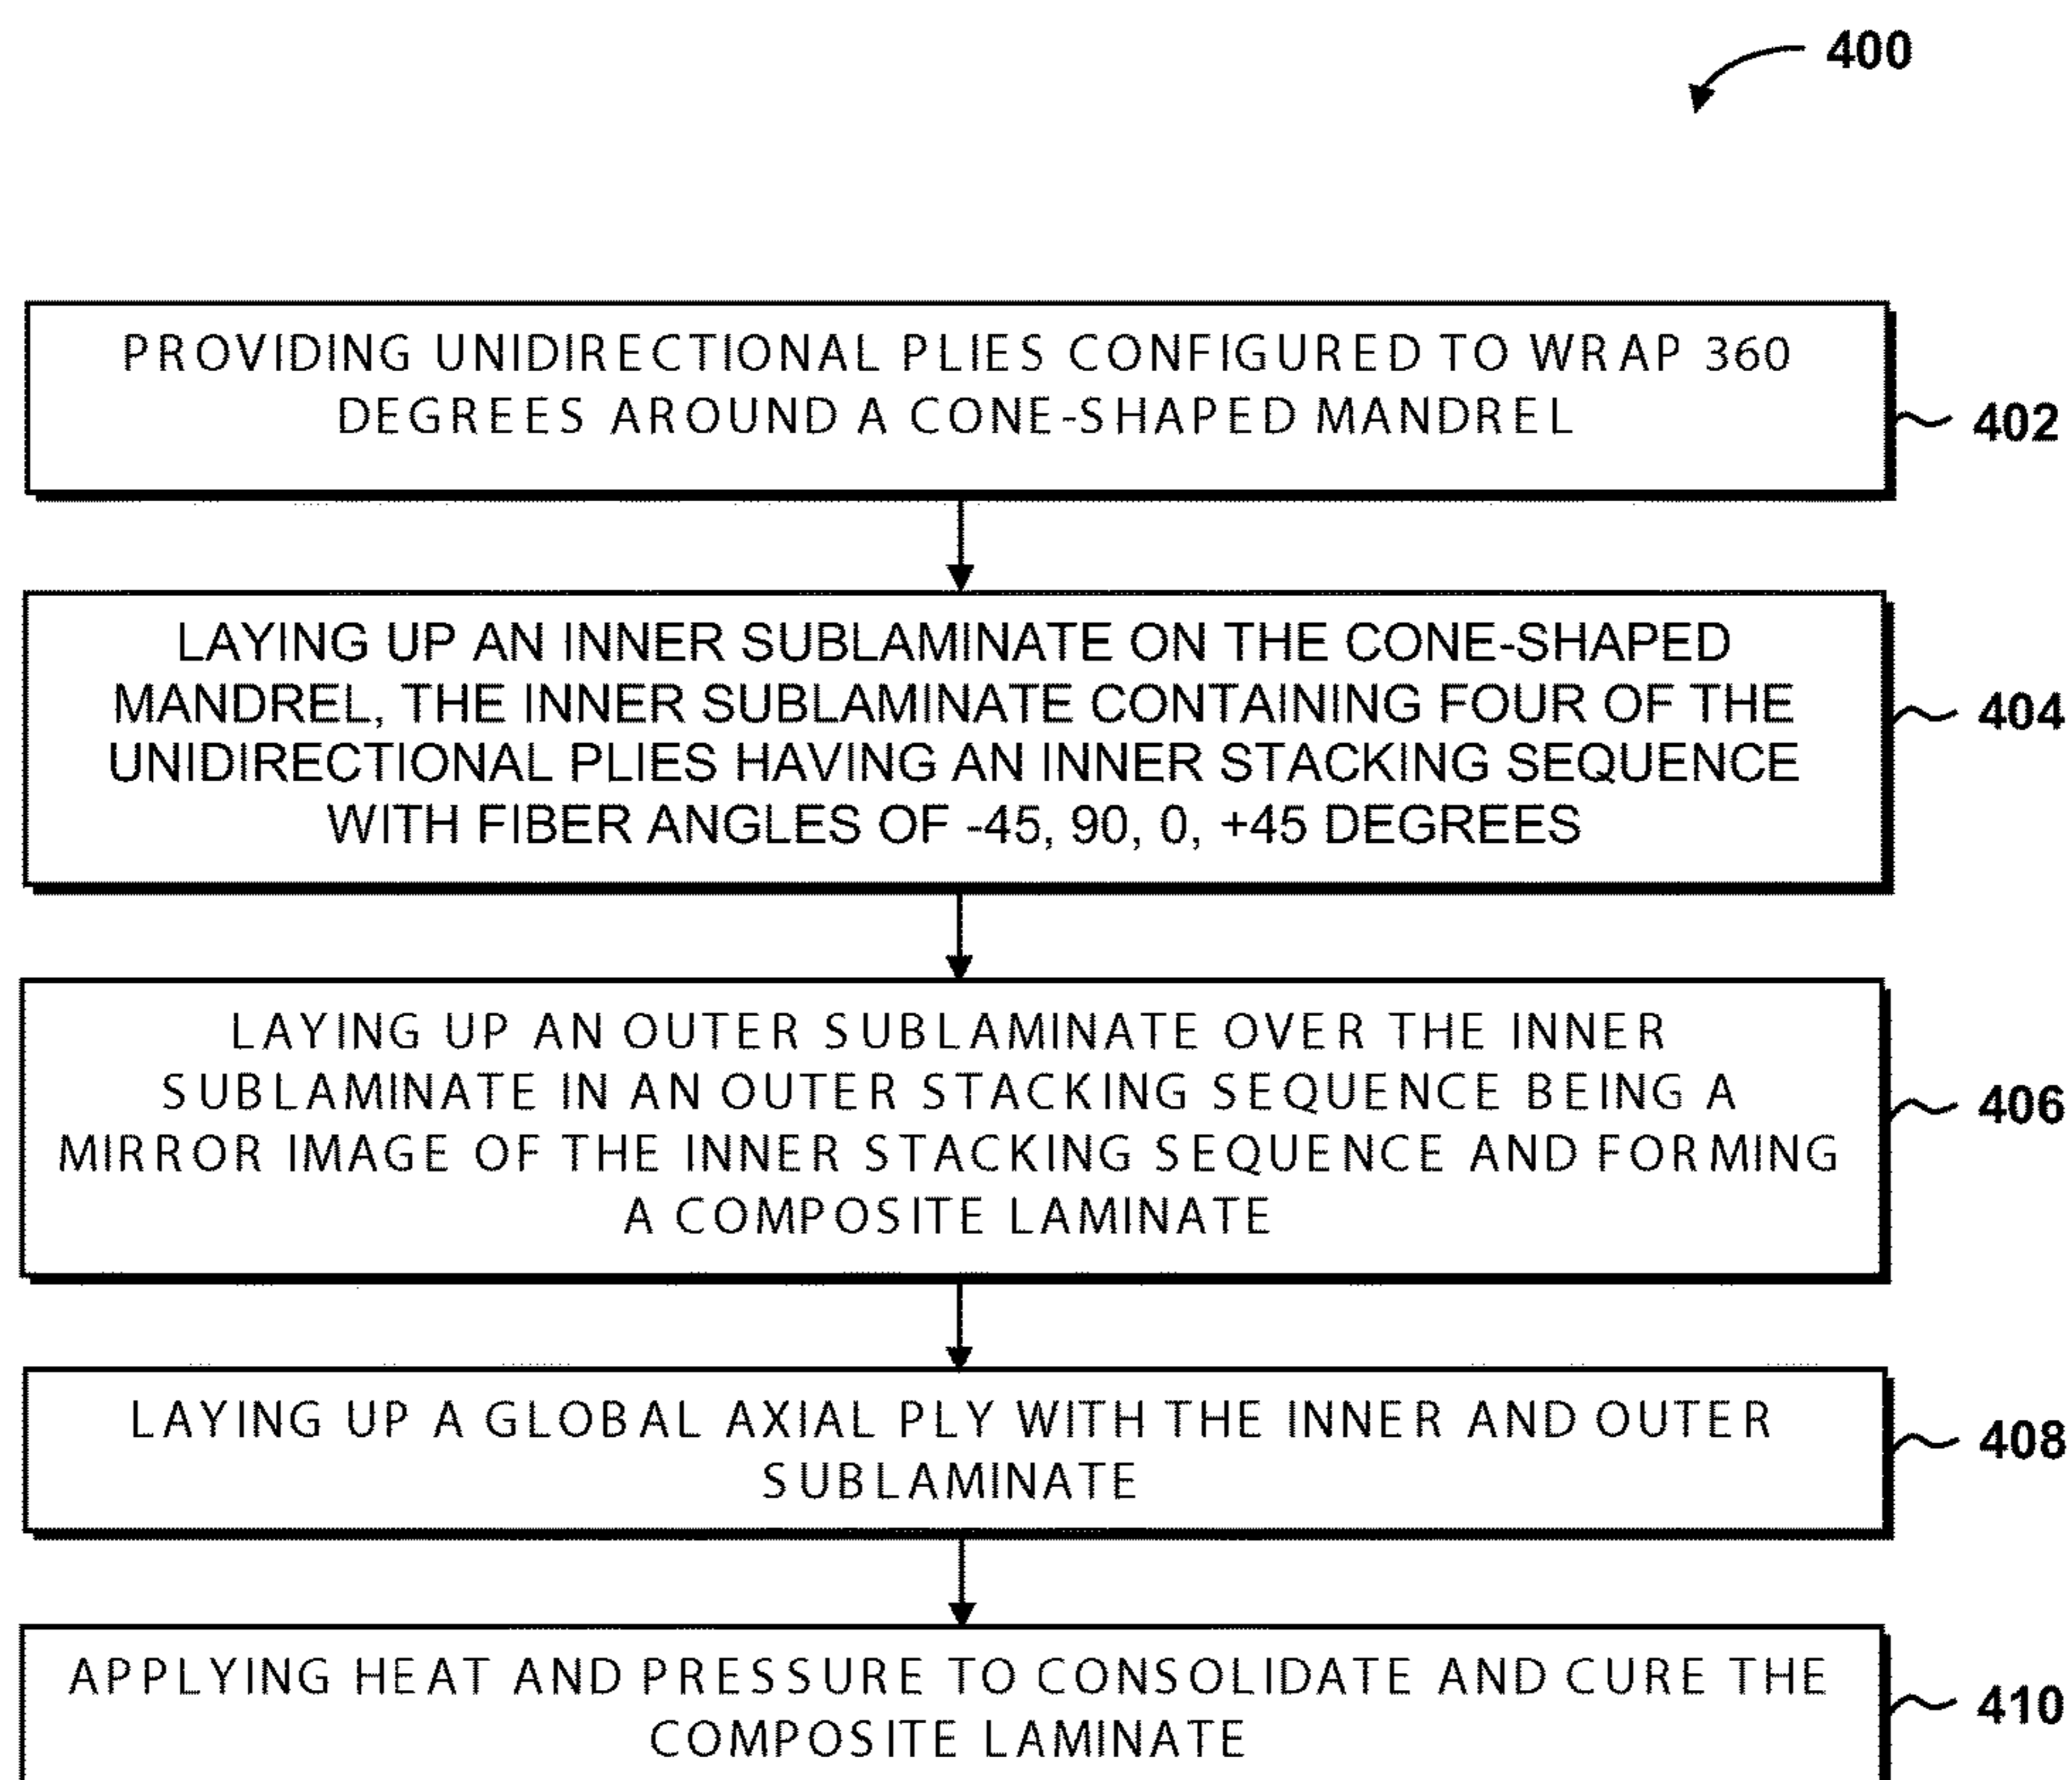 400
PROVIDING UNIDIRECTIONAL PLIES CONFIGURED TO WRAP 360
DEGREES AROUND A CONE-SHAPED MANDREL
402
LAYING UP AN INNER SUBLAMINATE ON THE CONE-SHAPED
MANDREL, THE INNER SUBLAMINATE CONTAINING FOUR OF THE
UNIDIRECTIONAL PLIES HAVING AN INNER STACKING SEQUENCE
WITH FIBER ANGLES OF -45, 90, 0, +45 DEGREES
404
LAYING UP AN OUTER SUBLAMINATE OVER THE INNER
SUBLAMINATE IN AN OUTER STACKING SEQUENCE BEING A
MIRROR IMAGE OF THE INNER STACKING SEQUENCE AND FORMING
A COMPOSITE LAMINATE
406
LAYING UP A GLOBAL AXIAL PLY WITH THE INNER AND OUTER
SUBLAMINATE
408
APPLYING HEAT AND PRESSURE TO CONSOLIDATE AND CURE THE
COMPOSITE LAMINATE
410